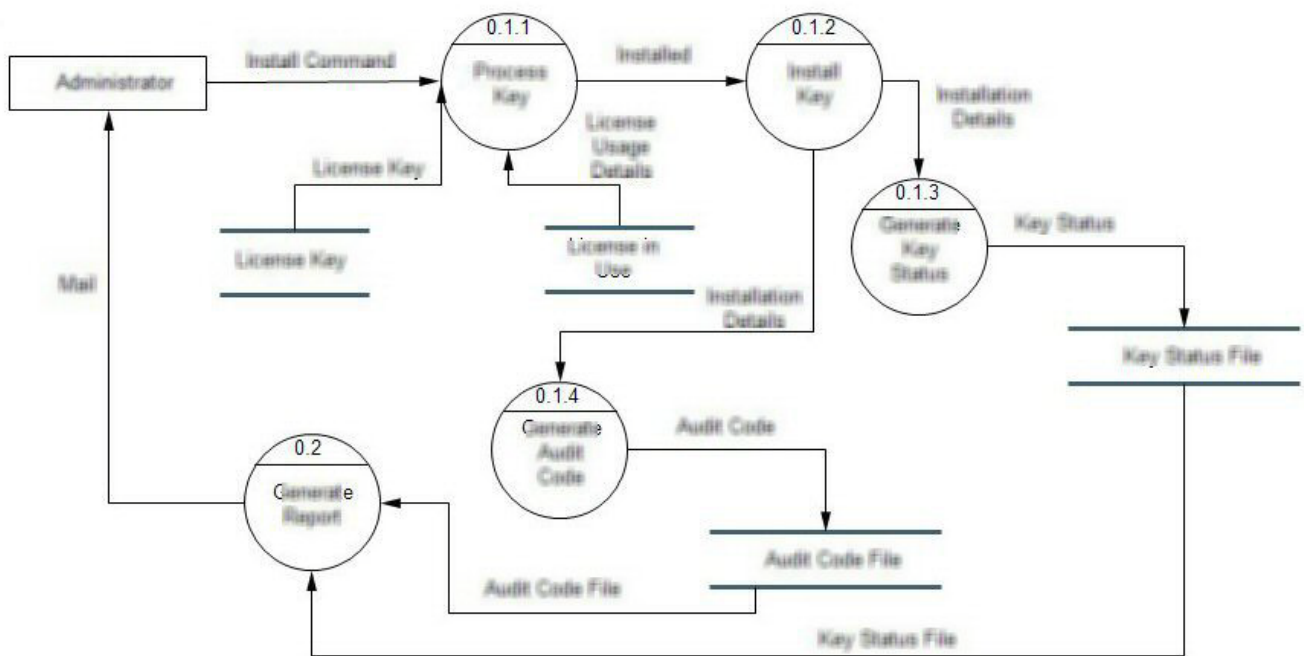 0.1.1
0.1.2
Install Command
Installed
Administrator
Process
Key
Install
Key
Installation
Details
License
Usage
Details
License Key
0.1.3
Generate
Key
Status
Key Status
License Key
License in
Use
Mail
Installation
Details
Key Status File
0.1.4
Generate
Audit
Code
Audit Code
0.2
Generate
Report
Audit Code File
Audit Code File
Key Status File